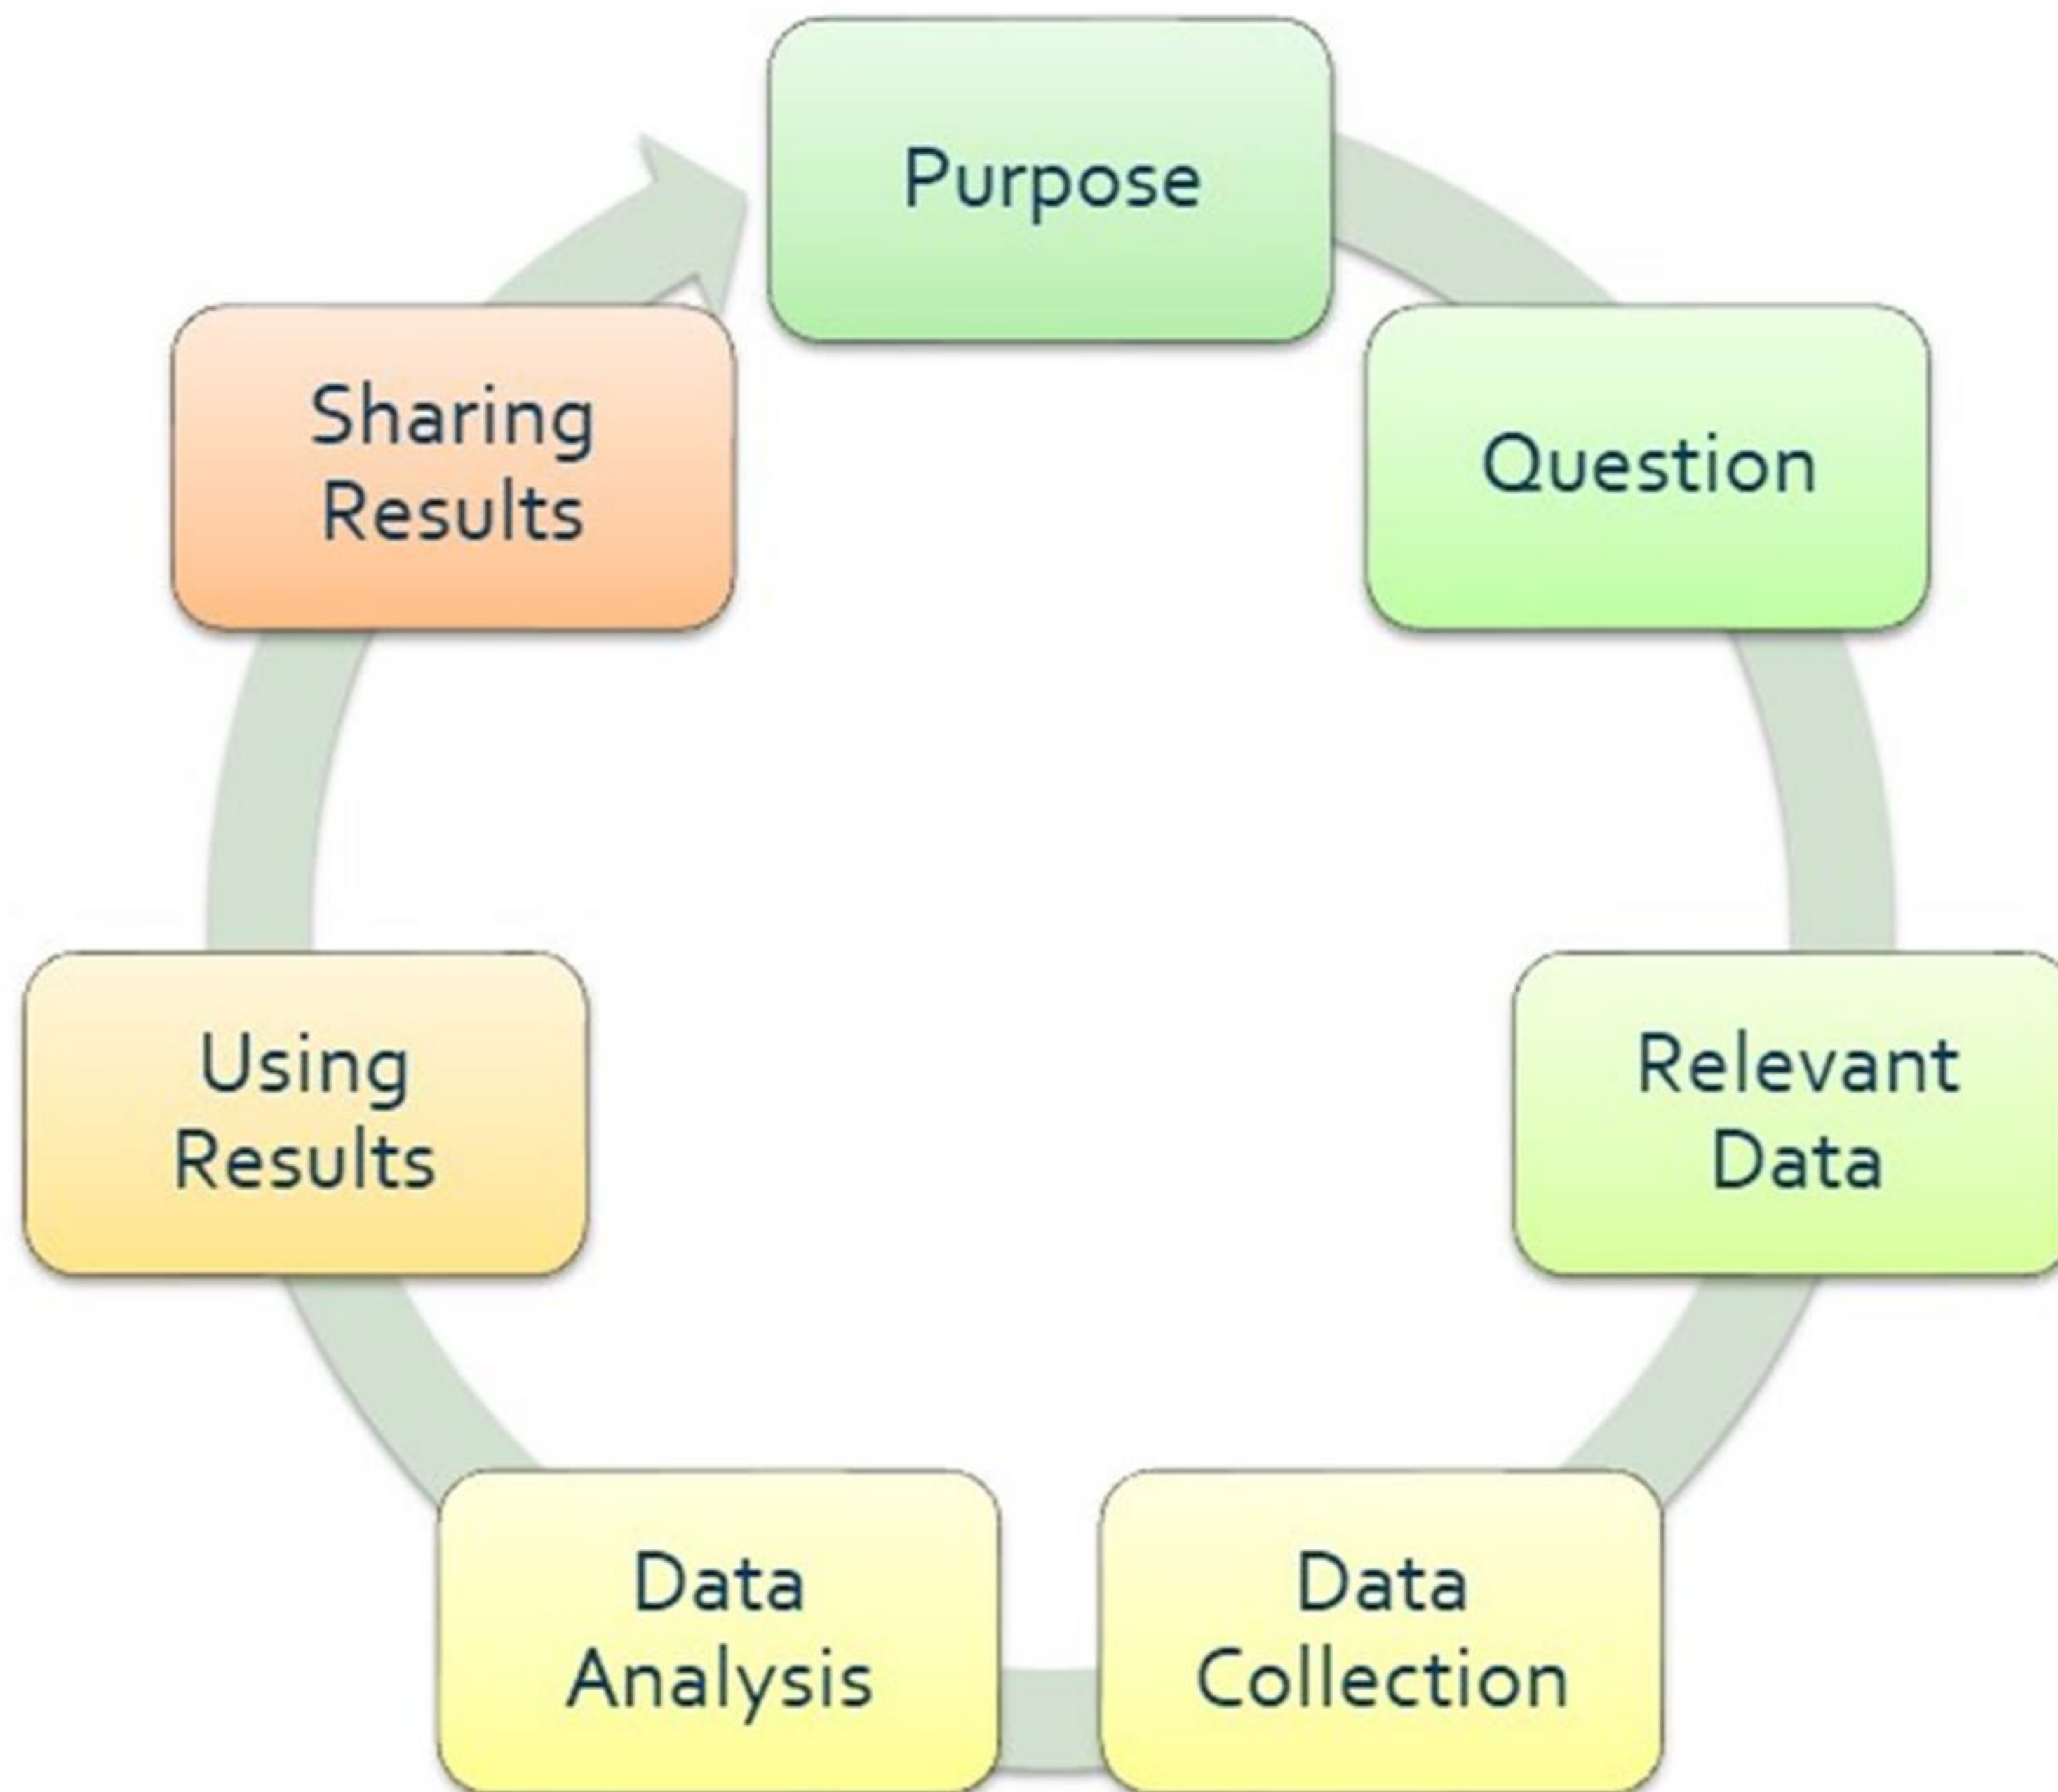 Purpose
Question
Relevant
Data
Data
Collection
Data
Analysis
Using
Results
Sharing
Results